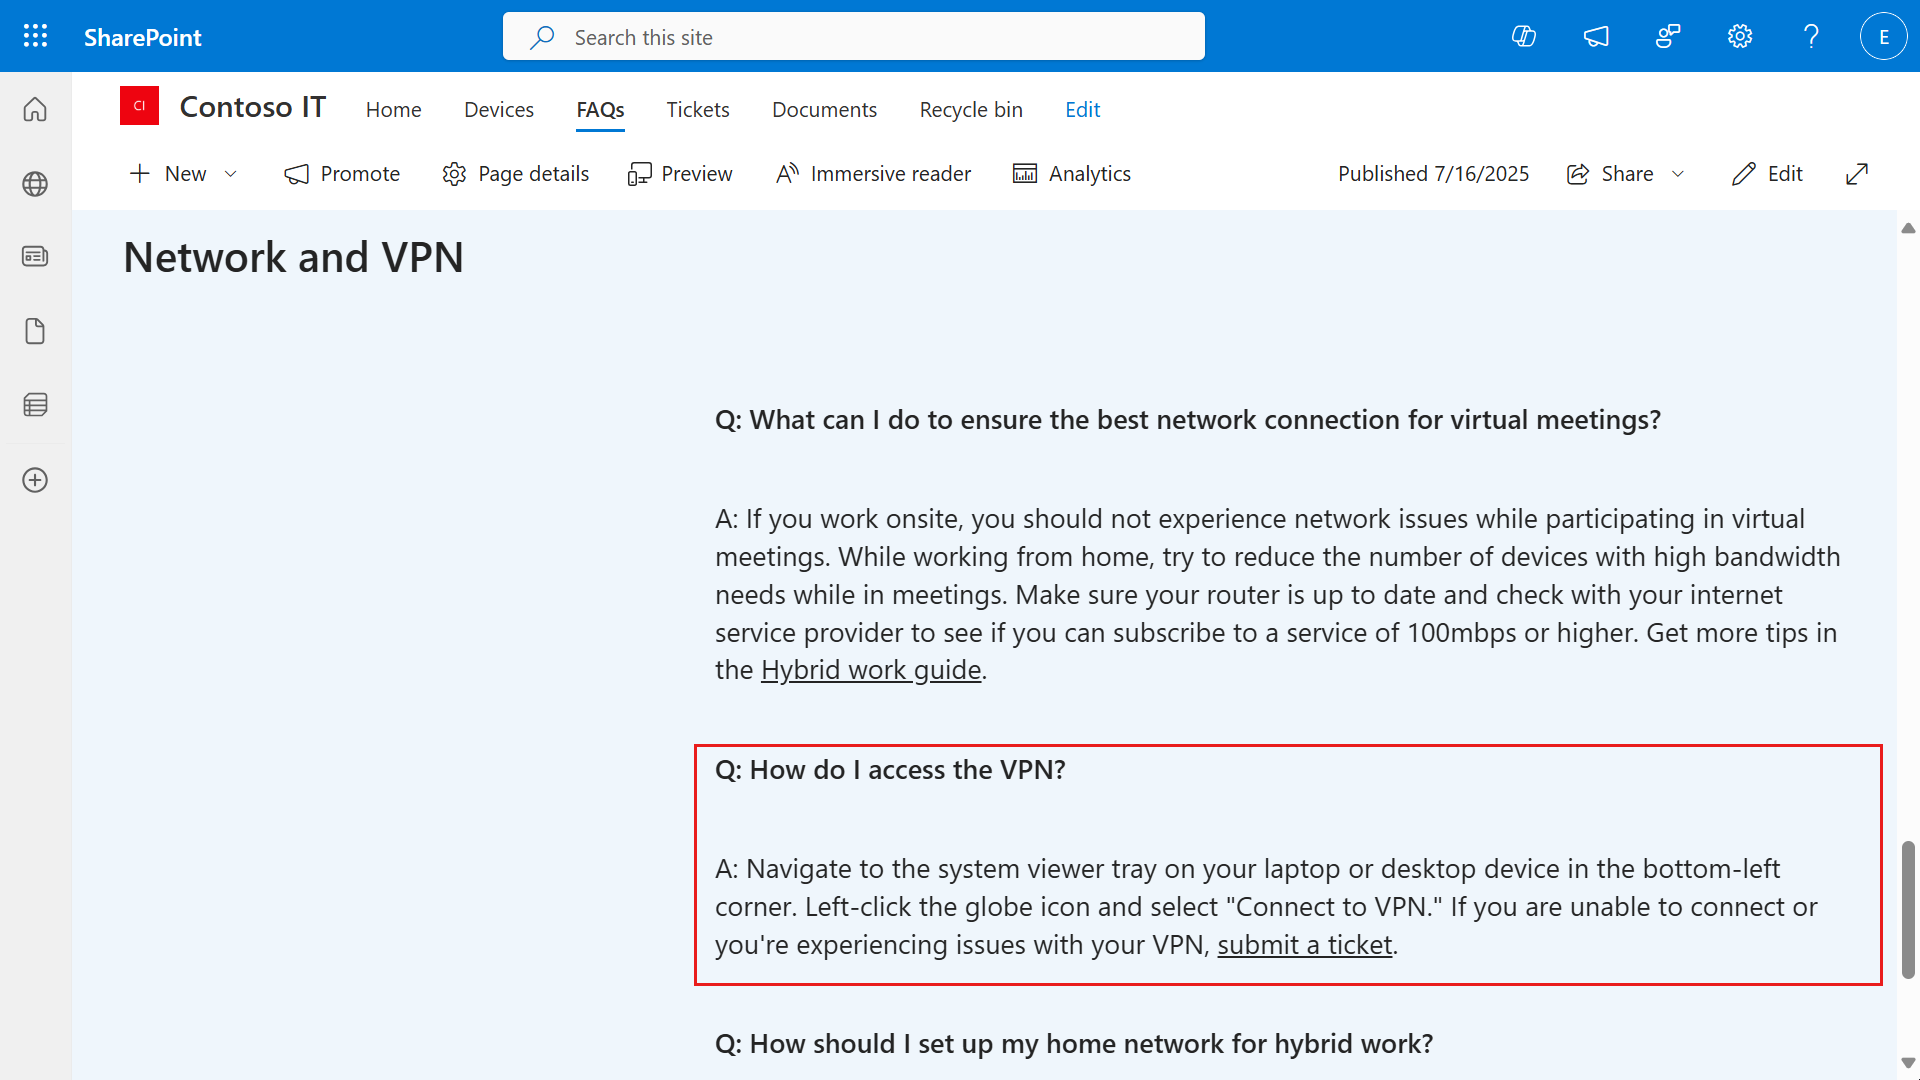 SharePoint
Search this site
E
CI
Contoso IT
Home
Devices
FAQs
Tickets
Documents
Recycle bin
Edit
New
Promote
Page details
Preview
Immersive reader
Analytics
Published 7/16/2025
Share
Edit
Network and VPN
Q: What can I do to ensure the best network connection for virtual meetings?
A: If you work onsite, you should not experience network issues while participating in virtual
meetings. While working from home, try to reduce the number of devices with high bandwidth
needs while in meetings. Make sure your router is up to date and check with your internet
service provider to see if you can subscribe to a service of 100mbps or higher. Get more tips in
the Hybrid work guide.
Q: How do I access the VPN?
A: Navigate to the system viewer tray on your laptop or desktop device in the bottom-left
corner. Left-click the globe icon and select "Connect to VPN." If you are unable to connect or
you're experiencing issues with your VPN, submit a ticket.
Q: How should I set up my home network for hybrid work?